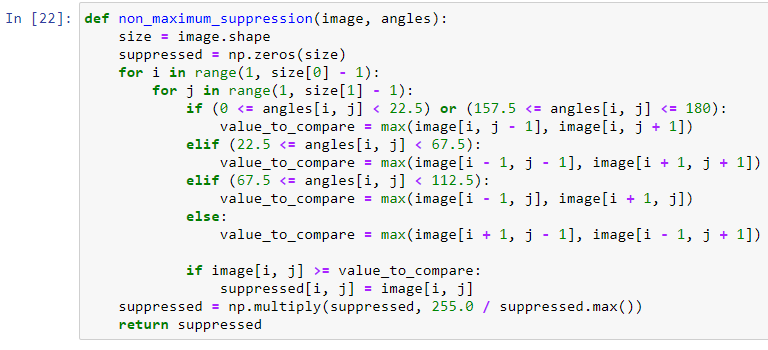 In [22]: def non_maximum_suppression(image, angles):
    size = image.shape
    suppressed = np.zeros(size)
    for i in range(1, size[0] - 1):
        for j in range(1, size[1] - 1):
            if (0 <= angles[i, j] < 22.5) or (157.5 <= angles[i, j] <= 180):
                value_to_compare = max(image[i, j - 1], image[i, j + 1])
            elif (22.5 <= angles[i, j] < 67.5):
                value_to_compare = max(image[i - 1, j - 1], image[i + 1, j + 1])
            elif (67.5 <= angles[i, j] < 112.5):
                value_to_compare = max(image[i - 1, j], image[i + 1, j])
            else:
                value_to_compare = max(image[i + 1, j - 1], image[i - 1, j + 1])

            if image[i, j] >= value_to_compare:
                suppressed[i, j] = image[i, j]
    suppressed = np.multiply(suppressed, 255.0 / suppressed.max())
    return suppressed